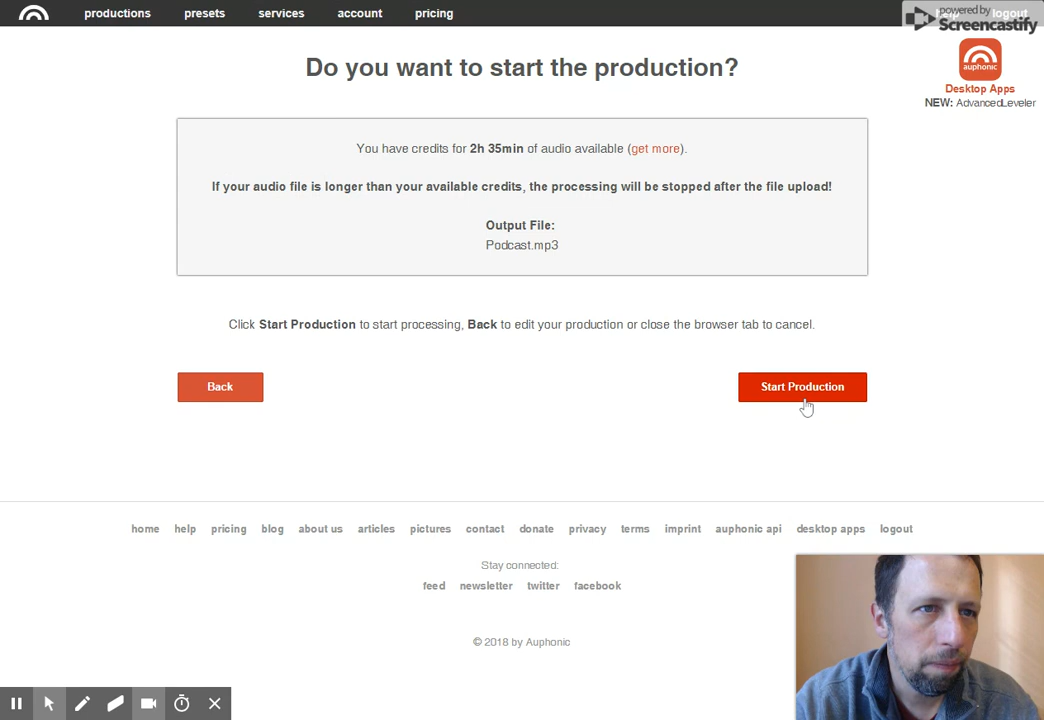 productions presets services account pricing help logout
powered by
Screencastify
auphonic
Desktop Apps
NEW: AdvancedLeveler
Do you want to start the production?
You have credits for 2h 35min of audio available (get more).
If your audio file is longer than your available credits, the processing will be stopped after the file upload!
Output File:
Podcast.mp3
Click Start Production to start processing, Back to edit your production or close the browser tab to cancel.
Back Start Production
home help pricing blog about us articles pictures contact donate privacy terms imprint auphonic api desktop apps logout
Stay connected:
feed newsletter twitter facebook
© 2018 by Auphonic